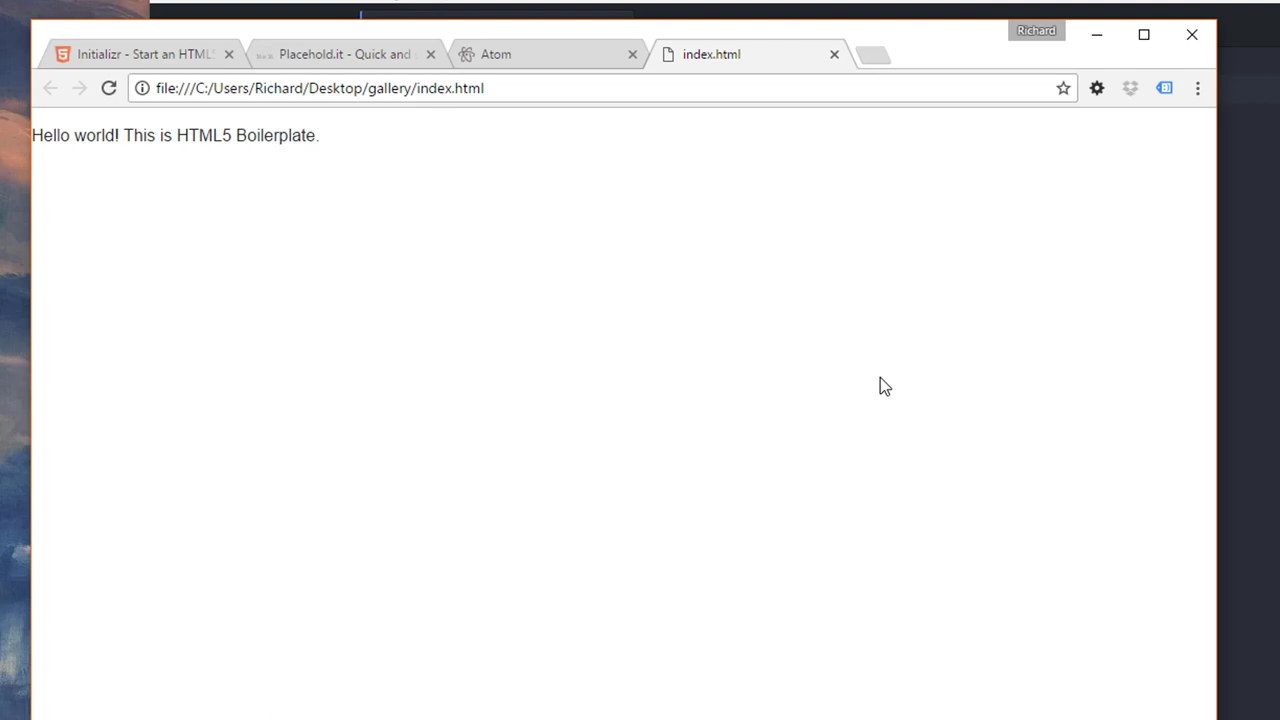 Richard
Initializr - Start an HTML5
Placehold.it - Quick and
Atom
index.html
file:///C:/Users/Richard/Desktop/gallery/index.html
Hello world! This is HTML5 Boilerplate.